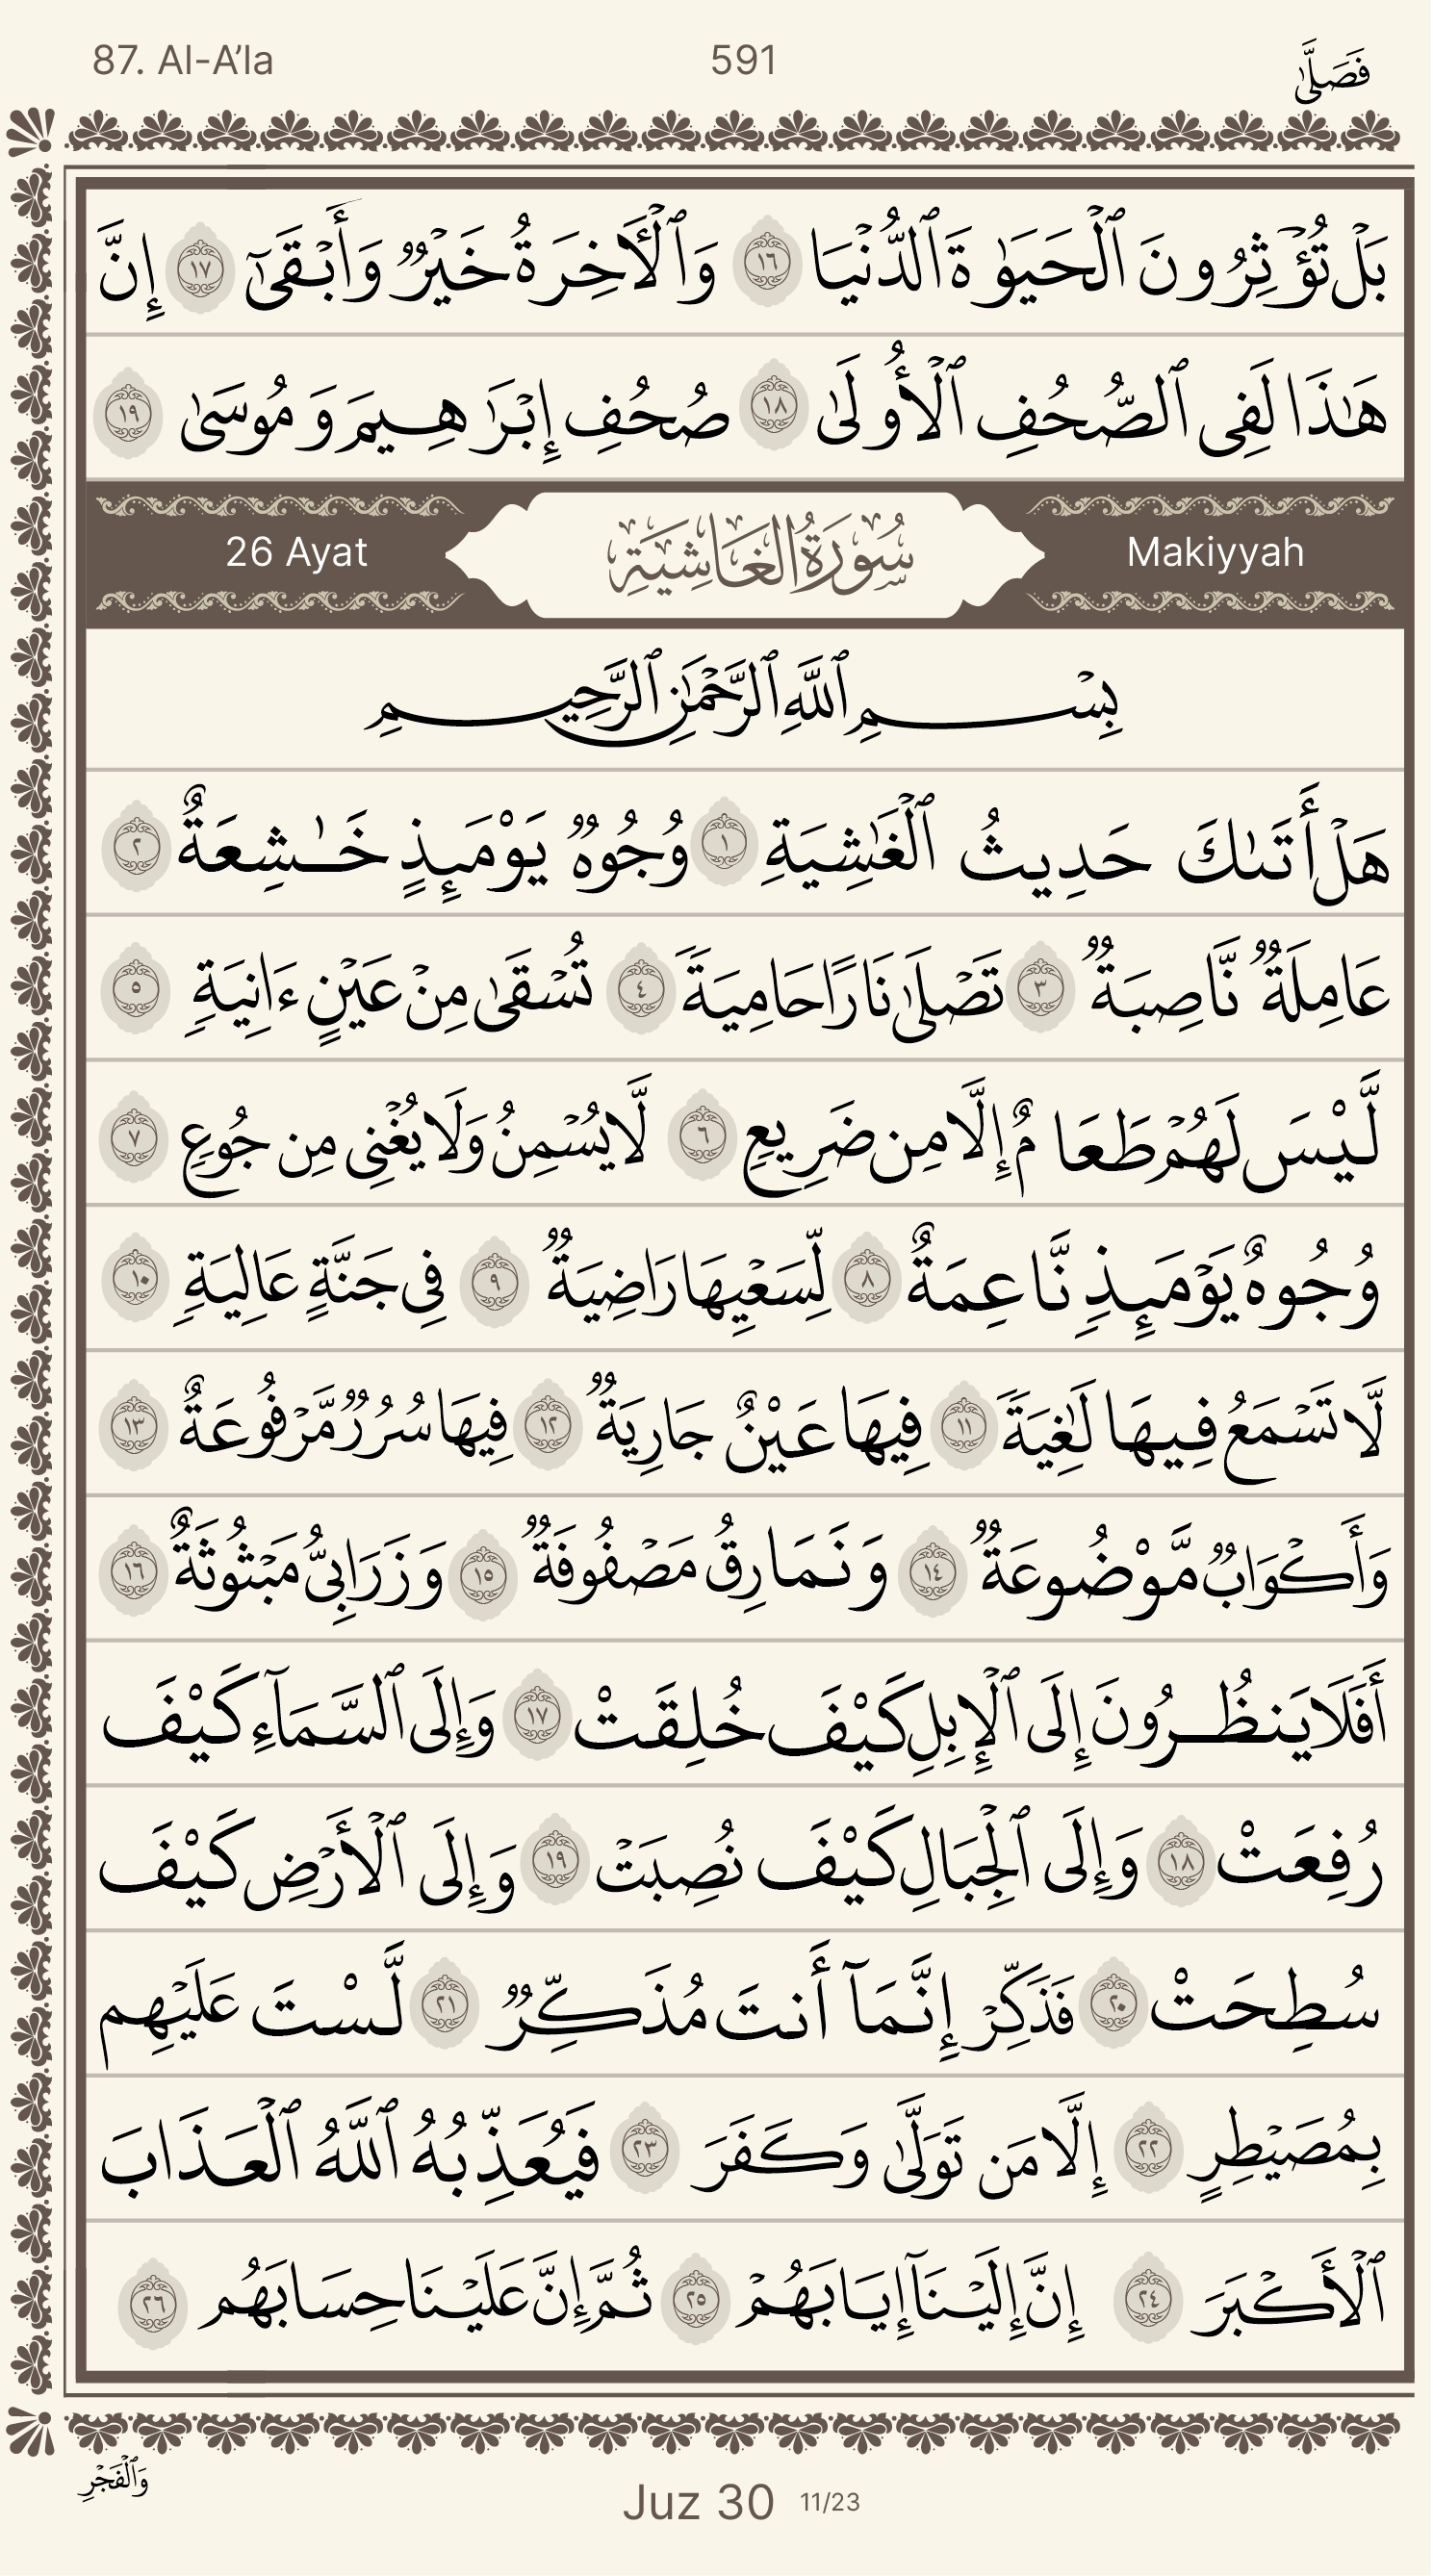 87. Al-A’la 591 فَصَلَّىٰ
بَلْ تُؤْثِرُونَ ٱلْحَيَوٰةَ ٱلدُّنْيَا ١٦ وَٱلْـَٔاخِرَةُ خَيْرٌ وَأَبْقَىٰٓ ١٧ إِنَّ
هَـٰذَا لَفِى ٱلصُّحُفِ ٱلْأُولَىٰ ١٨ صُحُفِ إِبْرَٰهِيمَ وَمُوسَىٰ ١٩
26 Ayat سُورَةُ الغَاشِيَةِ Makiyyah
بِسْمِ ٱللَّهِ ٱلرَّحْمَـٰنِ ٱلرَّحِيمِ
هَلْ أَتَىٰكَ حَدِيثُ ٱلْغَـٰشِيَةِ ١ وُجُوهٌ يَوْمَئِذٍ خَـٰشِعَةٌ ٢
عَامِلَةٌ نَّاصِبَةٌ ٣ تَصْلَىٰ نَارًا حَامِيَةً ٤ تُسْقَىٰ مِنْ عَيْنٍ ءَانِيَةٍ ٥
لَّيْسَ لَهُمْ طَعَامٌ إِلَّا مِن ضَرِيعٍ ٦ لَّا يُسْمِنُ وَلَا يُغْنِى مِن جُوعٍ ٧
وُجُوهٌ يَوْمَئِذٍ نَّاعِمَةٌ ٨ لِّسَعْيِهَا رَاضِيَةٌ ٩ فِى جَنَّةٍ عَالِيَةٍ ١٠
لَّا تَسْمَعُ فِيهَا لَـٰغِيَةً ١١ فِيهَا عَيْنٌ جَارِيَةٌ ١٢ فِيهَا سُرُرٌ مَّرْفُوعَةٌ ١٣
وَأَكْوَابٌ مَّوْضُوعَةٌ ١٤ وَنَمَارِقُ مَصْفُوفَةٌ ١٥ وَزَرَابِىُّ مَبْثُوثَةٌ ١٦
أَفَلَا يَنظُرُونَ إِلَى ٱلْإِبِلِ كَيْفَ خُلِقَتْ ١٧ وَإِلَى ٱلسَّمَآءِ كَيْفَ
رُفِعَتْ ١٨ وَإِلَى ٱلْجِبَالِ كَيْفَ نُصِبَتْ ١٩ وَإِلَى ٱلْأَرْضِ كَيْفَ
سُطِحَتْ ٢٠ فَذَكِّرْ إِنَّمَآ أَنتَ مُذَكِّرٌ ٢١ لَّسْتَ عَلَيْهِم
بِمُصَيْطِرٍ ٢٢ إِلَّا مَن تَوَلَّىٰ وَكَفَرَ ٢٣ فَيُعَذِّبُهُ ٱللَّهُ ٱلْعَذَابَ
ٱلْأَكْبَرَ ٢٤ إِنَّ إِلَيْنَآ إِيَابَهُمْ ٢٥ ثُمَّ إِنَّ عَلَيْنَا حِسَابَهُم ٢٦
وَٱلْفَجْرِ
Juz 30 11/23